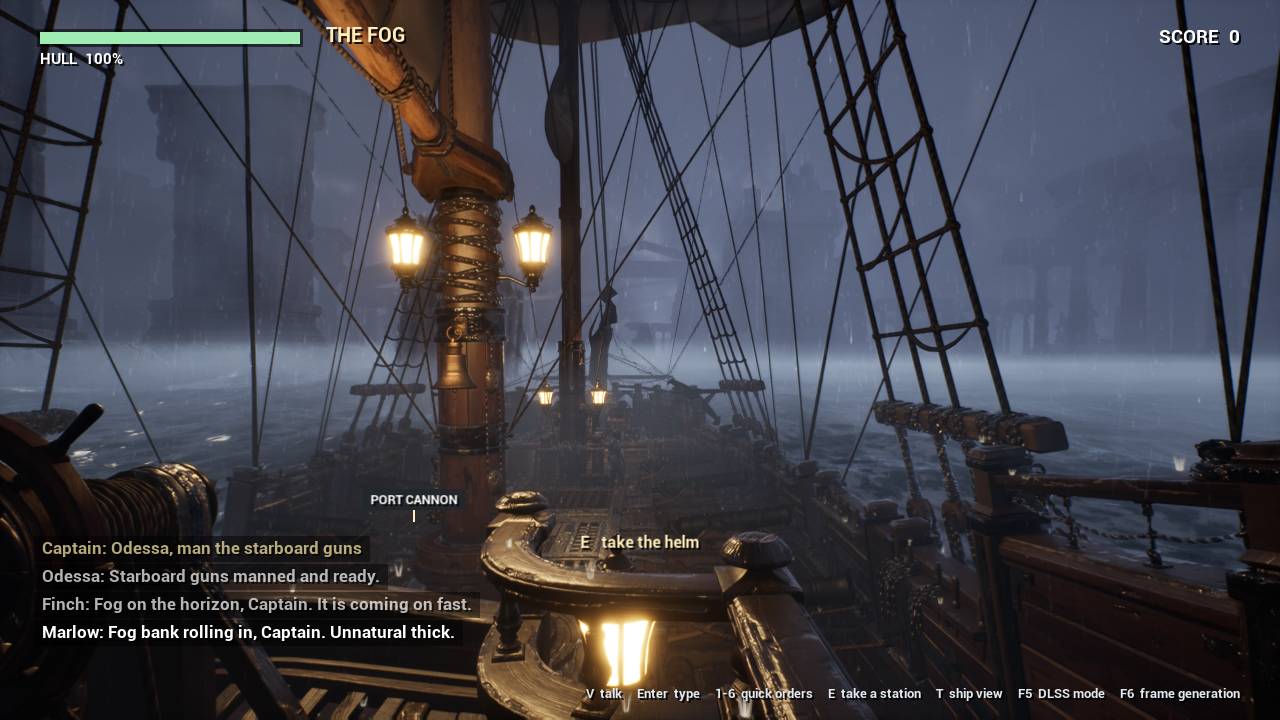 THE FOG
SCORE 0
HULL 100%
PORT CANNON
E take the helm
Captain: Odessa, man the starboard guns
Odessa: Starboard guns manned and ready.
Finch: Fog on the horizon, Captain. It is coming on fast.
Marlow: Fog bank rolling in, Captain. Unnatural thick.
V talk Enter type 1-6 quick orders E take a station T ship view F5 DLSS mode F6 frame generation